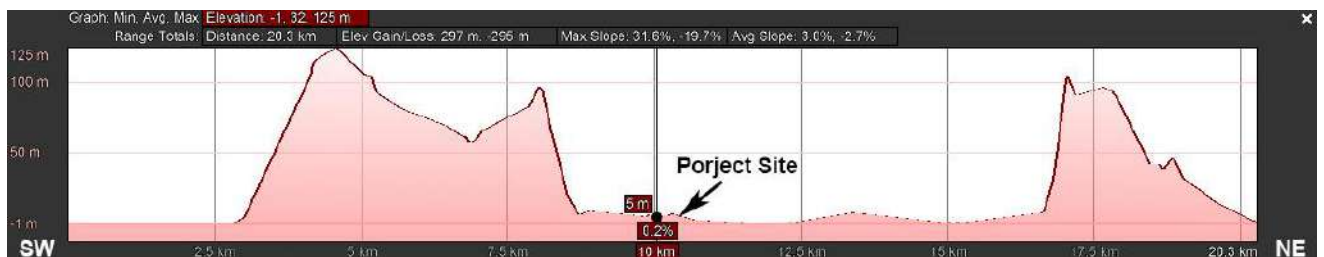 Graph: Min, Avg, Max Elevation: -1, 32, 125 m
Range Totals: Distance: 20.3 km Elev Gain/Loss: 297 m, -295 m Max Slope: 31.6%, -19.7% Avg Slope: 3.0%, -2.7%
125 m
100 m
50 m
Porject Site
5 m
-1 m
0.2%
SW 2.5 km 5 km 7.5 km 10 km 12.5 km 15 km 17.5 km 20.3 km NE